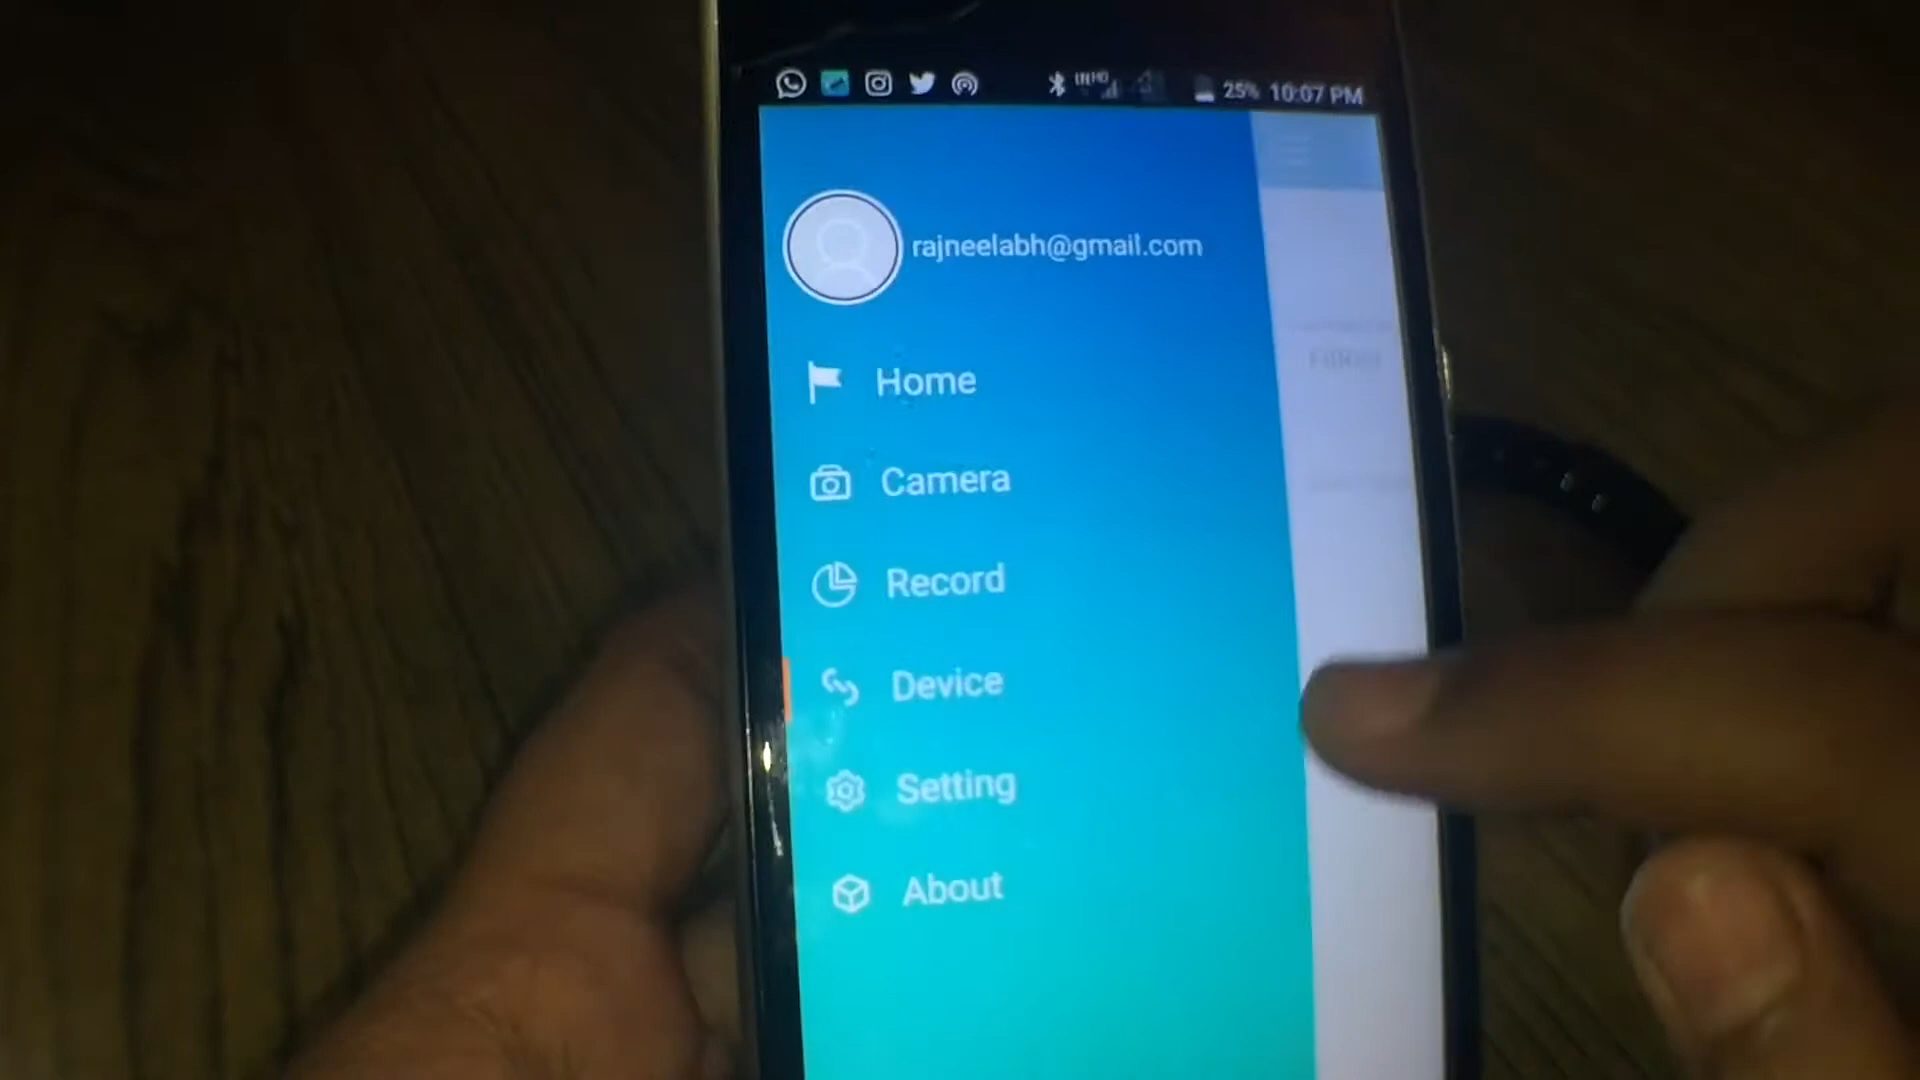 25% 10:07 PM
rajneelabh@gmail.com
Home
Camera
Record
Device
Setting
About